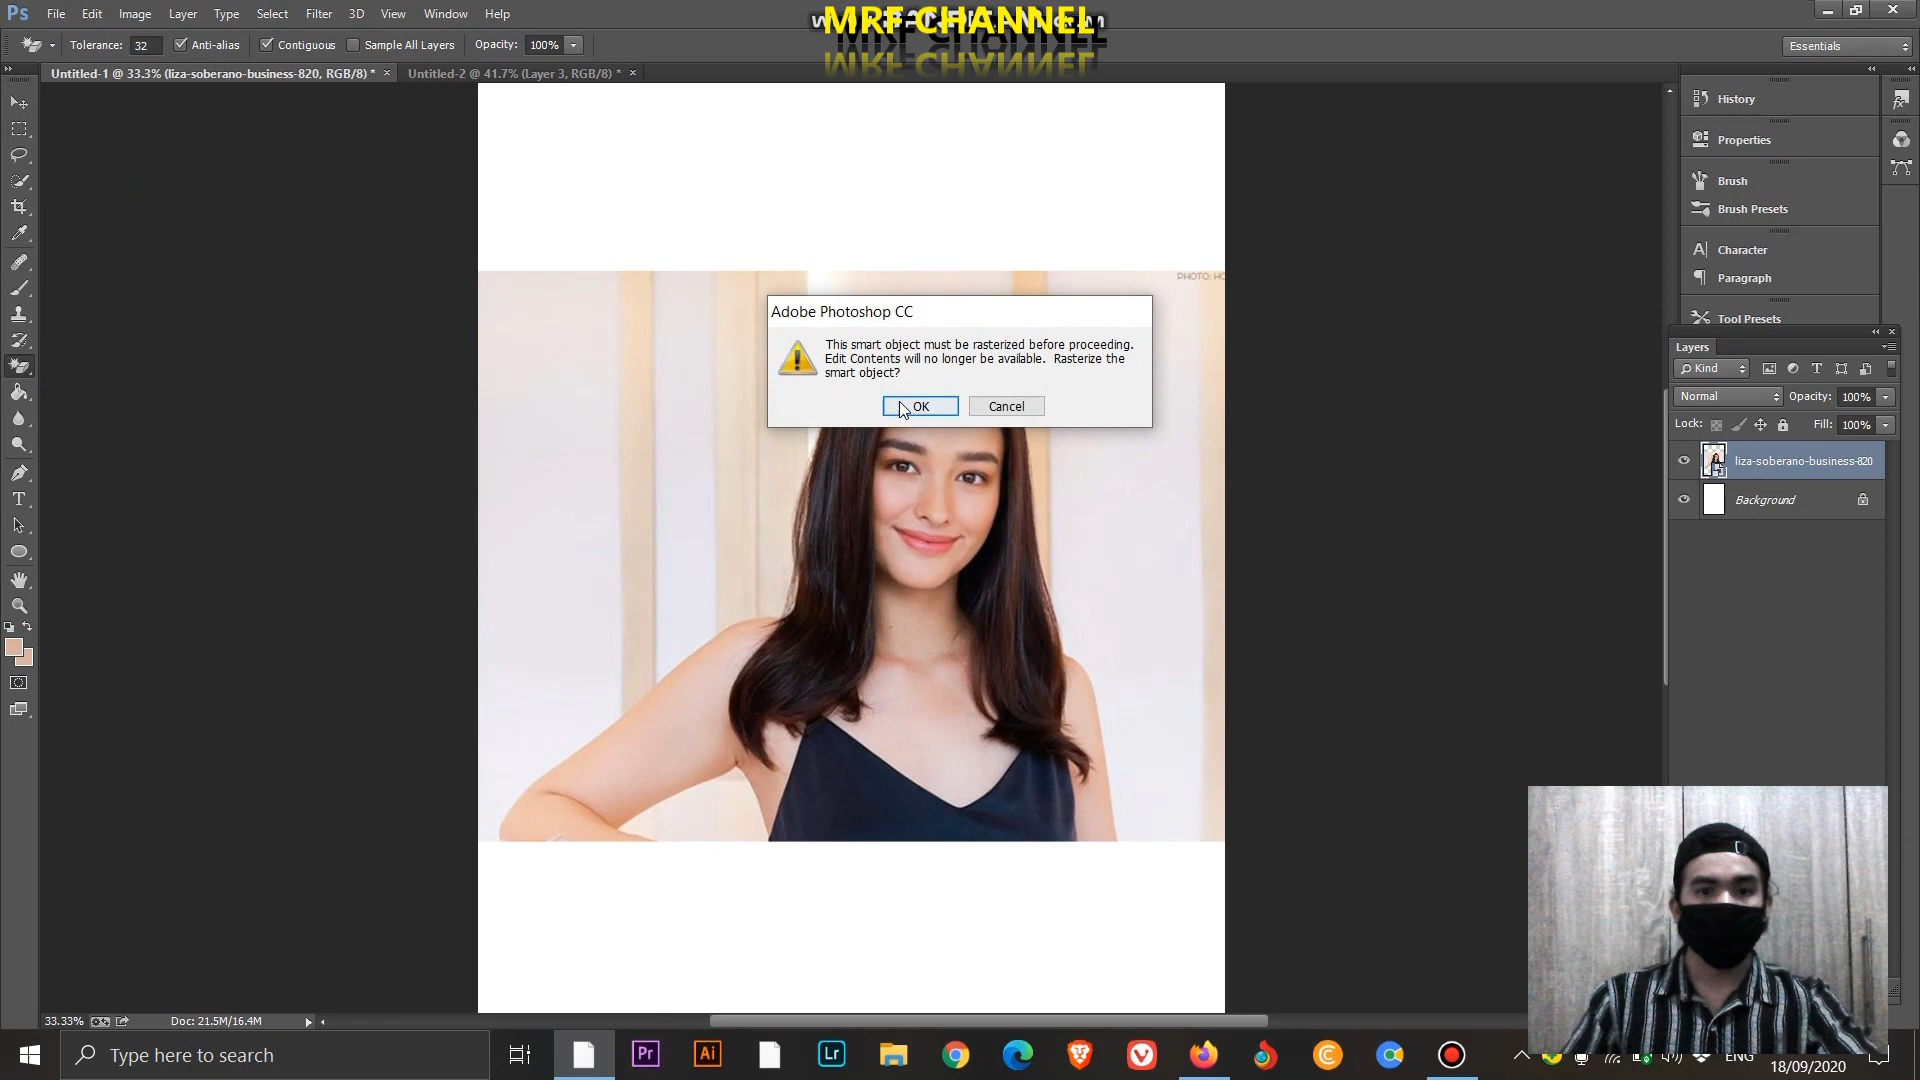 Ps File Edit Image Layer Type Select Filter 3D View Window Help
MRF CHANNEL
Tolerance: 32 Anti-alias Contiguous Sample All Layers Opacity: 100%
Essentials
Untitled-1 @ 33.3% (liza-soberano-business-820, RGB/8) * × Untitled-2 @ 41.7% (Layer 3, RGB/8) * ×
History
Properties
Brush
Brush Presets
Character
Paragraph
Tool Presets
PHOTO: HO
Adobe Photoshop CC
This smart object must be rasterized before proceeding.
Edit Contents will no longer be available. Rasterize the
smart object?
OK Cancel
Layers
Kind
Normal Opacity: 100%
Lock: Fill: 100%
liza-soberano-business-820
Background
33.33% Doc: 21.5M/16.4M
Type here to search
Pr Ai Lr
ENG
18/09/2020